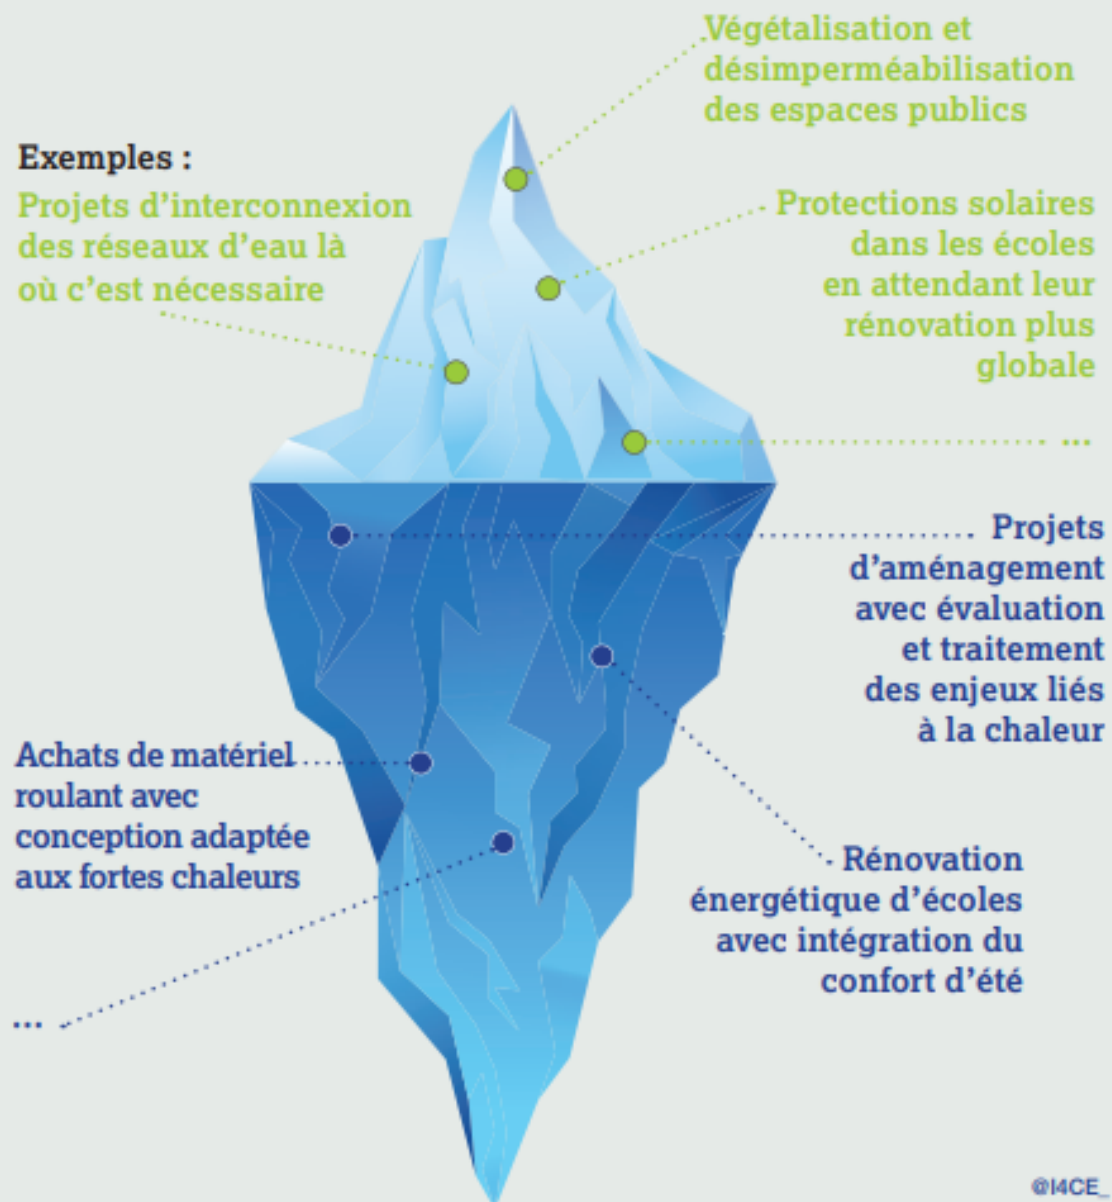 Végétalisation et
désimperméabilisation
des espaces publics
Exemples :
Projets d'interconnexion
des réseaux d'eau là
où c'est nécessaire
Protections solaires
dans les écoles
en attendant leur
rénovation plus
globale
...
Projets
d'aménagement
avec évaluation
et traitement
des enjeux liés
à la chaleur
Achats de matériel
roulant avec
conception adaptée
aux fortes chaleurs
Rénovation
énergétique d'écoles
avec intégration du
confort d'été
...
@I4CE_